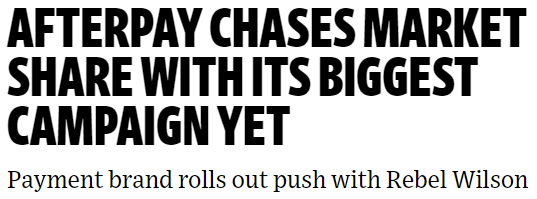 AFTERPAY CHASES MARKET
SHARE WITH ITS BIGGEST
CAMPAIGN YET
Payment brand rolls out push with Rebel Wilson